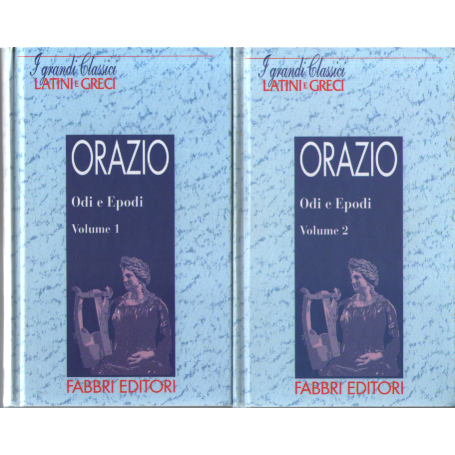 I grandi Classici
LATINI E GRECI
ORAZIO
Odi e Epodi
Volume 1
FABBRI EDITORI
I grandi Classici
LATINI E GRECI
ORAZIO
Odi e Epodi
Volume 2
FABBRI EDITORI